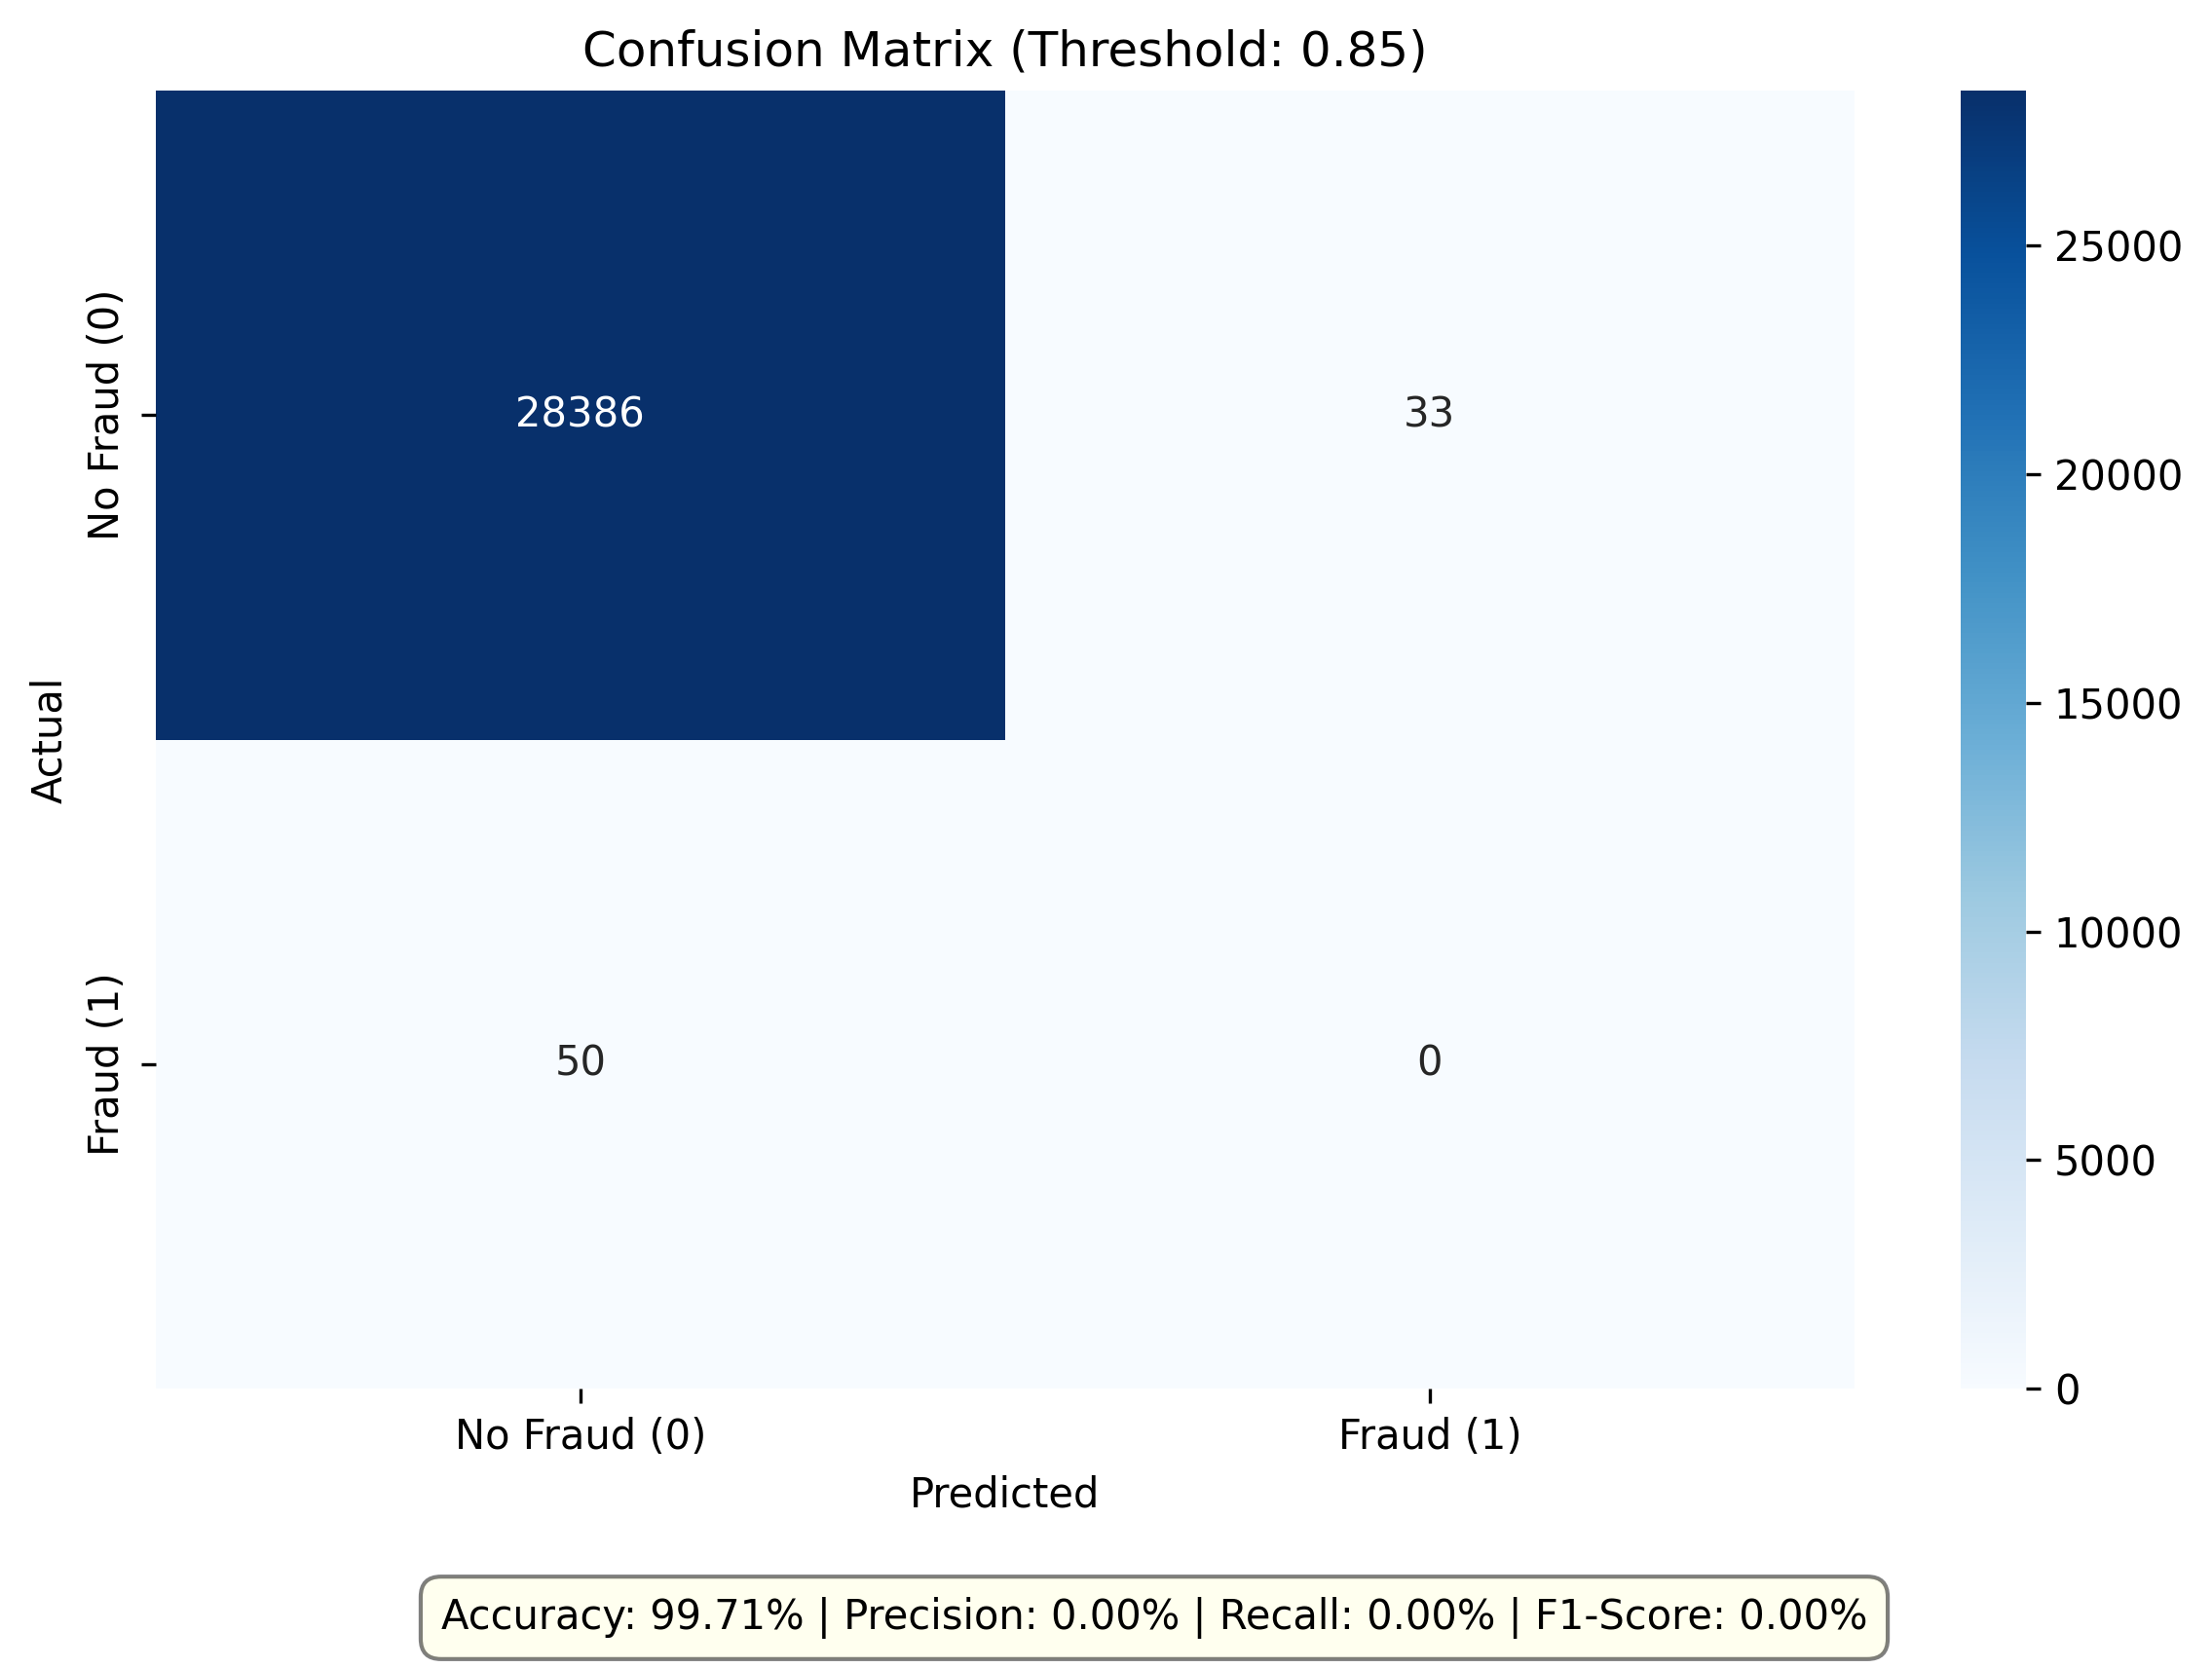 Confusion Matrix (Threshold: 0.85)
No Fraud (0)
28386
33
Actual
Fraud (1)
50
0
No Fraud (0)
Fraud (1)
Predicted
25000
20000
15000
10000
5000
0
Accuracy: 99.71% | Precision: 0.00% | Recall: 0.00% | F1-Score: 0.00%